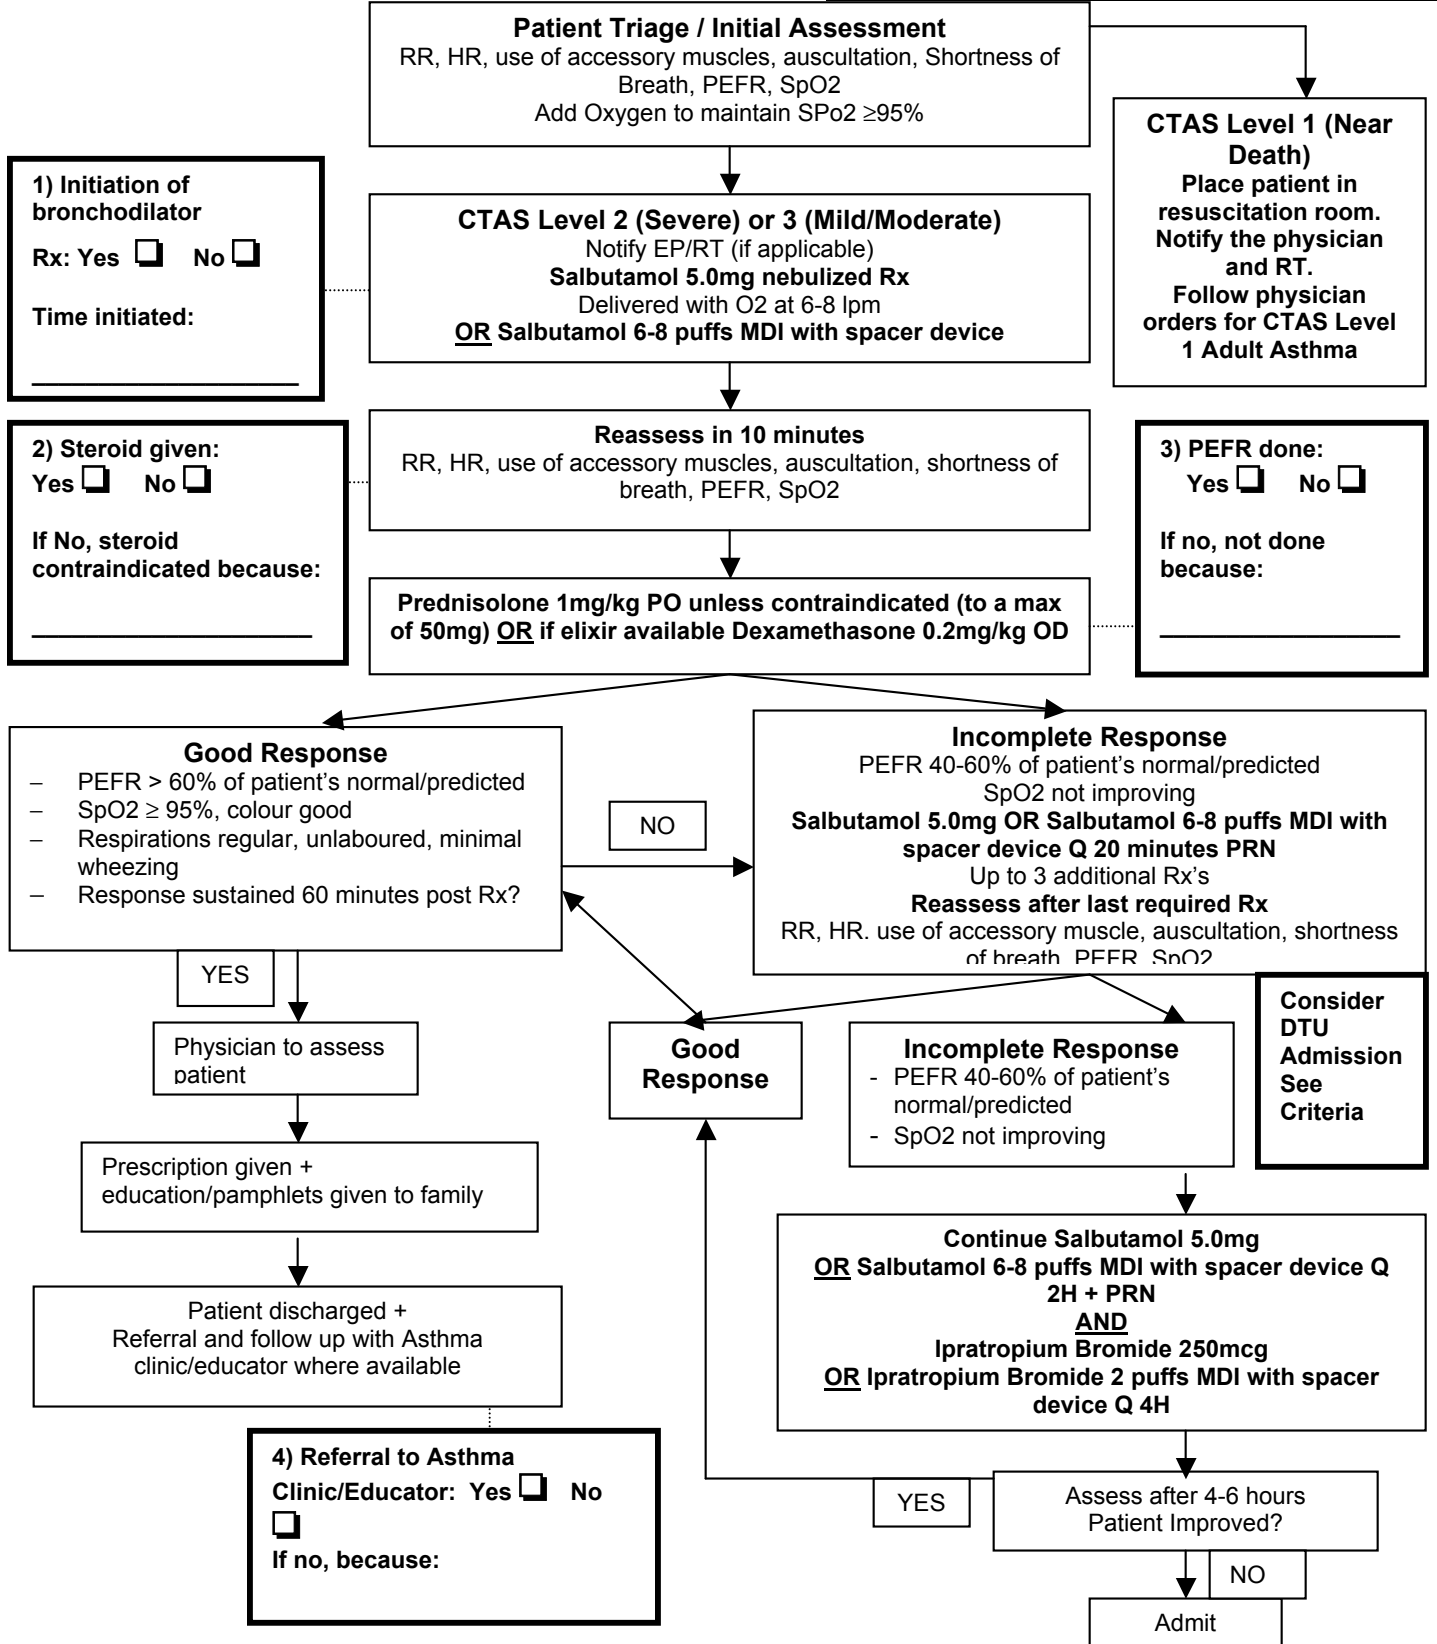 Patient Triage / Initial Assessment
RR, HR, use of accessory muscles, auscultation, Shortness of
Breath, PEFR, SpO2
Add Oxygen to maintain SPo2 ≥95%
CTAS Level 1 (Near
Death)
Place patient in
resuscitation room.
Notify the physician
and RT.
Follow physician
orders for CTAS Level
1 Adult Asthma
1) Initiation of
bronchodilator
Rx: Yes ❏ No ❏
Time initiated:
CTAS Level 2 (Severe) or 3 (Mild/Moderate)
Notify EP/RT (if applicable)
Salbutamol 5.0mg nebulized Rx
Delivered with O2 at 6-8 lpm
OR Salbutamol 6-8 puffs MDI with spacer device
2) Steroid given:
Yes ❏ No ❏
If No, steroid
contraindicated because:
Reassess in 10 minutes
RR, HR, use of accessory muscles, auscultation, shortness of
breath, PEFR, SpO2
3) PEFR done:
Yes ❏ No ❏
If no, not done
because:
Prednisolone 1mg/kg PO unless contraindicated (to a max
of 50mg) OR if elixir available Dexamethasone 0.2mg/kg OD
Good Response
– PEFR > 60% of patient's normal/predicted
– SpO2 ≥ 95%, colour good
– Respirations regular, unlaboured, minimal
wheezing
– Response sustained 60 minutes post Rx?
NO
Incomplete Response
PEFR 40-60% of patient's normal/predicted
SpO2 not improving
Salbutamol 5.0mg OR Salbutamol 6-8 puffs MDI with
spacer device Q 20 minutes PRN
Up to 3 additional Rx's
Reassess after last required Rx
RR, HR. use of accessory muscle, auscultation, shortness
of breath, PEFR, SpO2
YES
Physician to assess
patient
Good
Response
Incomplete Response
- PEFR 40-60% of patient's
normal/predicted
- SpO2 not improving
Consider
DTU
Admission
See
Criteria
Prescription given +
education/pamphlets given to family
Continue Salbutamol 5.0mg
OR Salbutamol 6-8 puffs MDI with spacer device Q
2H + PRN
AND
Ipratropium Bromide 250mcg
OR Ipratropium Bromide 2 puffs MDI with spacer
device Q 4H
Patient discharged +
Referral and follow up with Asthma
clinic/educator where available
4) Referral to Asthma
Clinic/Educator: Yes ❏ No
❏
If no, because:
YES
Assess after 4-6 hours
Patient Improved?
NO
Admit